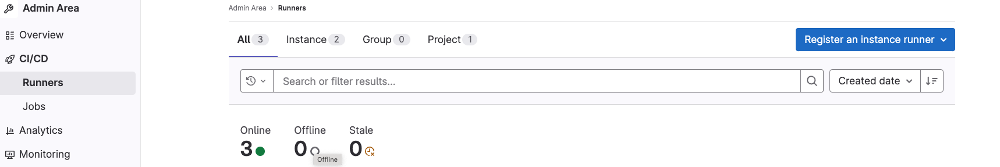 Admin Area
Overview
CI/CD
Runners
Jobs
Analytics
Monitoring
Admin Area › Runners
All 3 Instance 2 Group 0 Project 1
Register an instance runner
Search or filter results...
Created date
Online Offline Stale
3 0 0
Offline